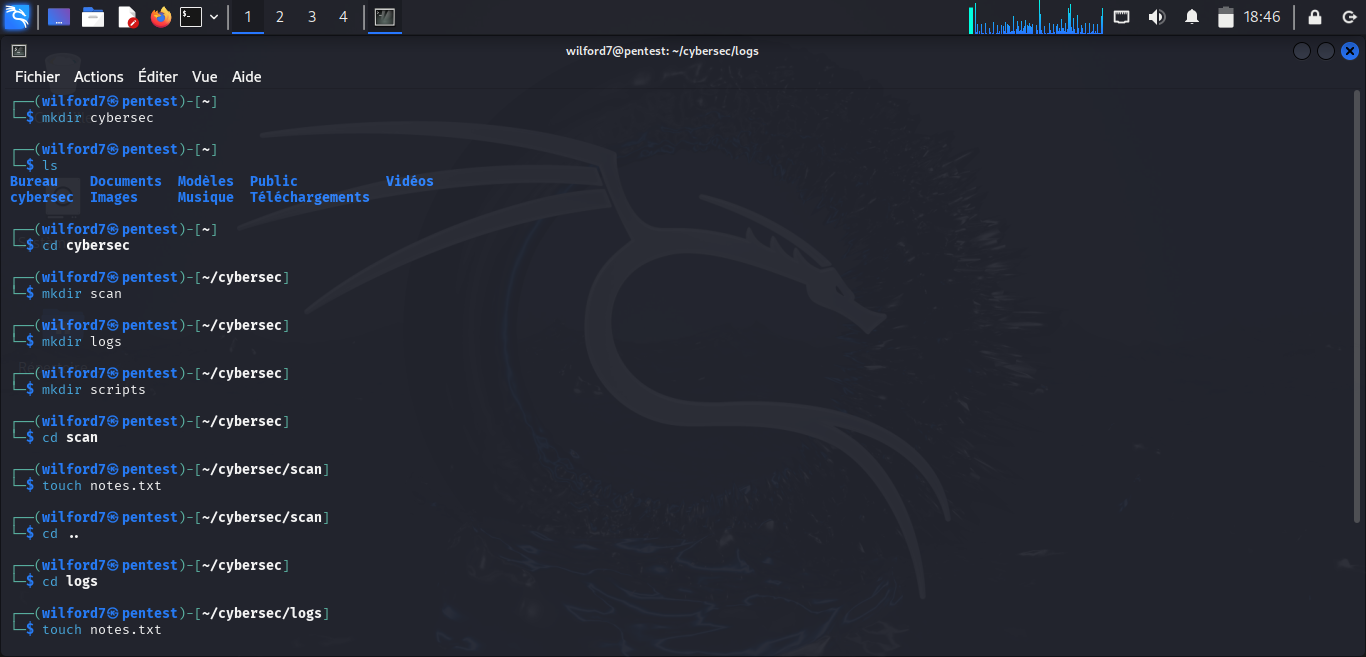 1 2 3 4 18:46
wilford7@pentest: ~/cybersec/logs
Fichier Actions Éditer Vue Aide
┌──(wilford7㉿pentest)-[~]
└─$ mkdir cybersec
┌──(wilford7㉿pentest)-[~]
└─$ ls
Bureau Documents Modèles Public Vidéos
cybersec Images Musique Téléchargements
┌──(wilford7㉿pentest)-[~]
└─$ cd cybersec
┌──(wilford7㉿pentest)-[~/cybersec]
└─$ mkdir scan
┌──(wilford7㉿pentest)-[~/cybersec]
└─$ mkdir logs
┌──(wilford7㉿pentest)-[~/cybersec]
└─$ mkdir scripts
┌──(wilford7㉿pentest)-[~/cybersec]
└─$ cd scan
┌──(wilford7㉿pentest)-[~/cybersec/scan]
└─$ touch notes.txt
┌──(wilford7㉿pentest)-[~/cybersec/scan]
└─$ cd ..
┌──(wilford7㉿pentest)-[~/cybersec]
└─$ cd logs
┌──(wilford7㉿pentest)-[~/cybersec/logs]
└─$ touch notes.txt